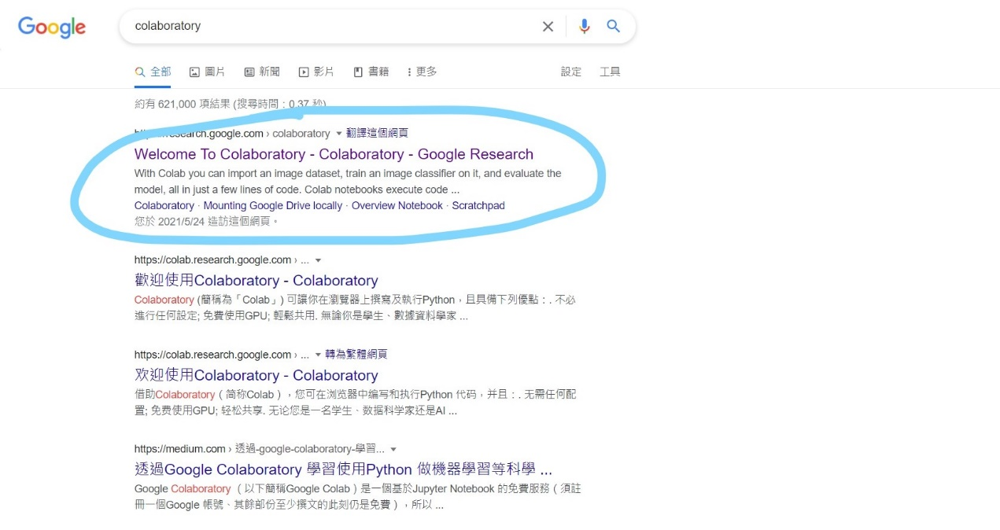 Google
colaboratory
全部 圖片 新聞 影片 書籍 更多 設定 工具
約有 621,000 項結果 (搜尋時間：0.37 秒)
research.google.com › colaboratory 翻譯這個網頁
Welcome To Colaboratory - Colaboratory - Google Research
With Colab you can import an image dataset, train an image classifier on it, and evaluate the
model, all in just a few lines of code. Colab notebooks execute code ...
Colaboratory · Mounting Google Drive locally · Overview Notebook · Scratchpad
您於 2021/5/24 造訪這個網頁。
https://colab.research.google.com › ...
歡迎使用Colaboratory - Colaboratory
Colaboratory (簡稱為「Colab」) 可讓你在瀏覽器上撰寫及執行Python，且具備下列優點：. 不必
進行任何設定; 免費使用GPU; 輕鬆共用. 無論你是學生、數據資料學家 ...
https://colab.research.google.com › ... 轉為繁體網頁
欢迎使用Colaboratory - Colaboratory
借助Colaboratory（简称Colab），您可在浏览器中编写和执行Python 代码，并且：. 无需任何配
置; 免费使用GPU; 轻松共享. 无论您是一名学生、数据科学家还是AI ...
https://medium.com › 透過-google-colaboratory-學習...
透過Google Colaboratory 學習使用Python 做機器學習等科學 ...
Google Colaboratory （以下簡稱Google Colab）是一個基於Jupyter Notebook 的免費服務（須註
冊一個Google 帳號、其餘部份至少撰文的此刻仍是免費），所以 ...